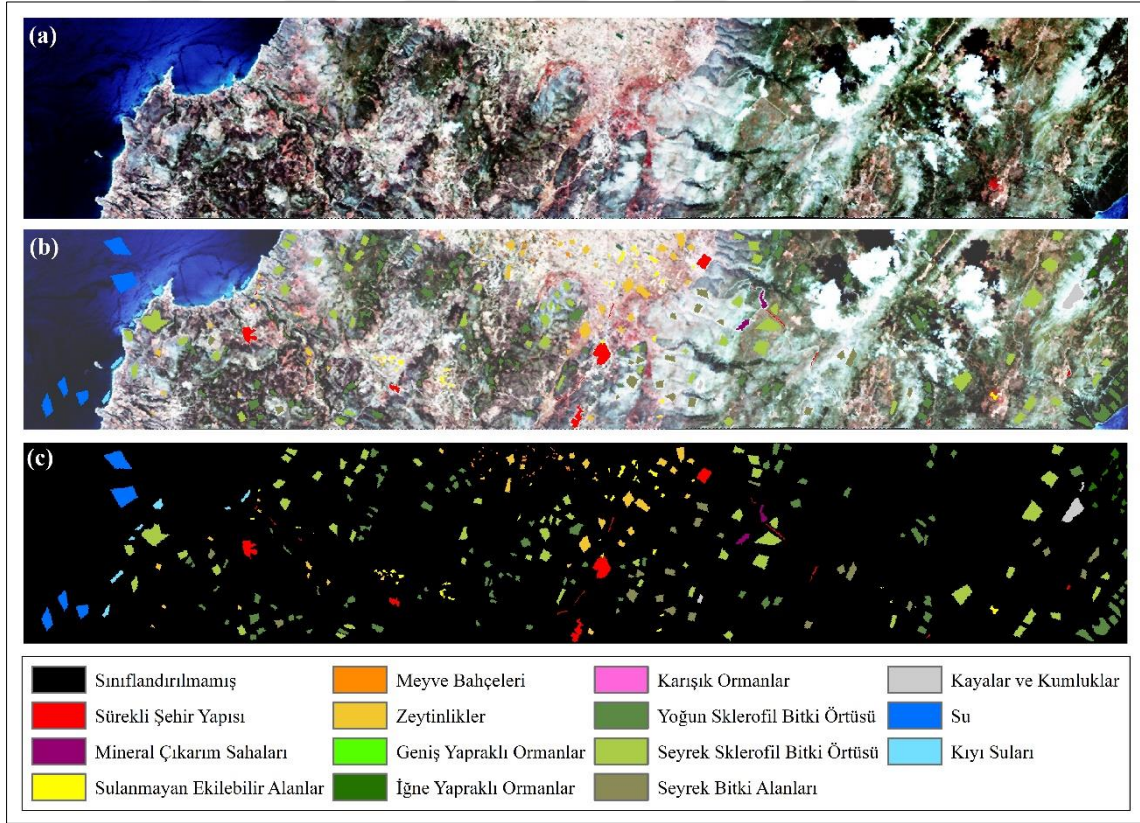 (a)
(b)
(c)
Sınıflandırılmamış
Meyve Bahçeleri
Karışık Ormanlar
Kayalar ve Kumluklar
Sürekli Şehir Yapısı
Zeytinlikler
Yoğun Sklerofil Bitki Örtüsü
Su
Mineral Çıkarım Sahaları
Geniş Yapraklı Ormanlar
Seyrek Sklerofil Bitki Örtüsü
Kıyı Suları
Sulanmayan Ekilebilir Alanlar
İğne Yapraklı Ormanlar
Seyrek Bitki Alanları